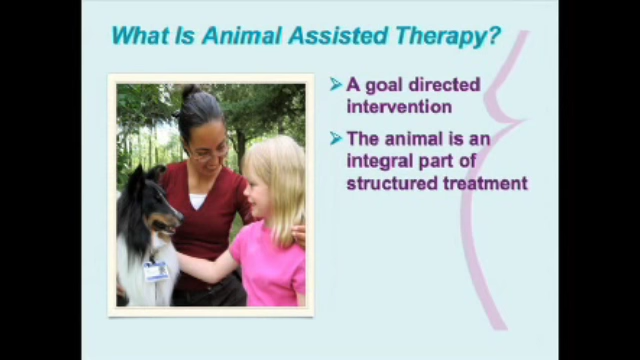 What Is Animal Assisted Therapy?
A goal directed
intervention
The animal is an
integral part of
structured treatment